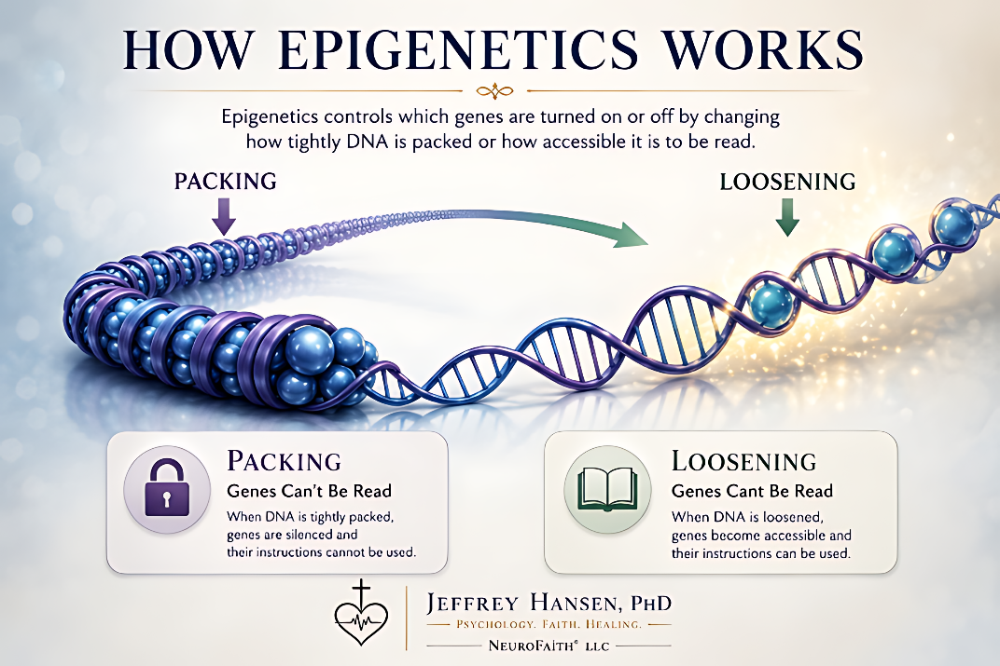 HOW EPIGENETICS WORKS
Epigenetics controls which genes are turned on or off by changing
how tightly DNA is packed or how accessible it is to be read.
PACKING
LOOSENING
PACKING
Genes Can't Be Read
When DNA is tightly packed,
genes are silenced and
their instructions cannot be used.
LOOSENING
Genes Cant Be Read
When DNA is loosened,
genes become accessible and
their instructions can be used.
JEFFREY HANSEN, PHD
PSYCHOLOGY. FAITH. HEALING.
NEUROFAITH® LLC